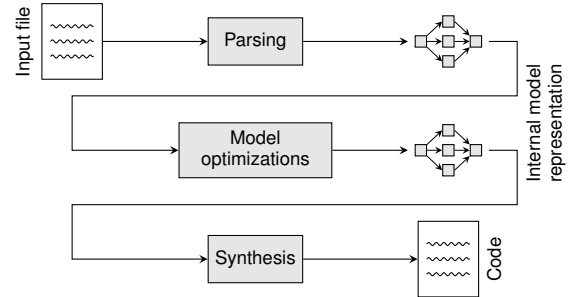 Input file
Parsing
Internal model
representation
Model
optimizations
Synthesis
Code